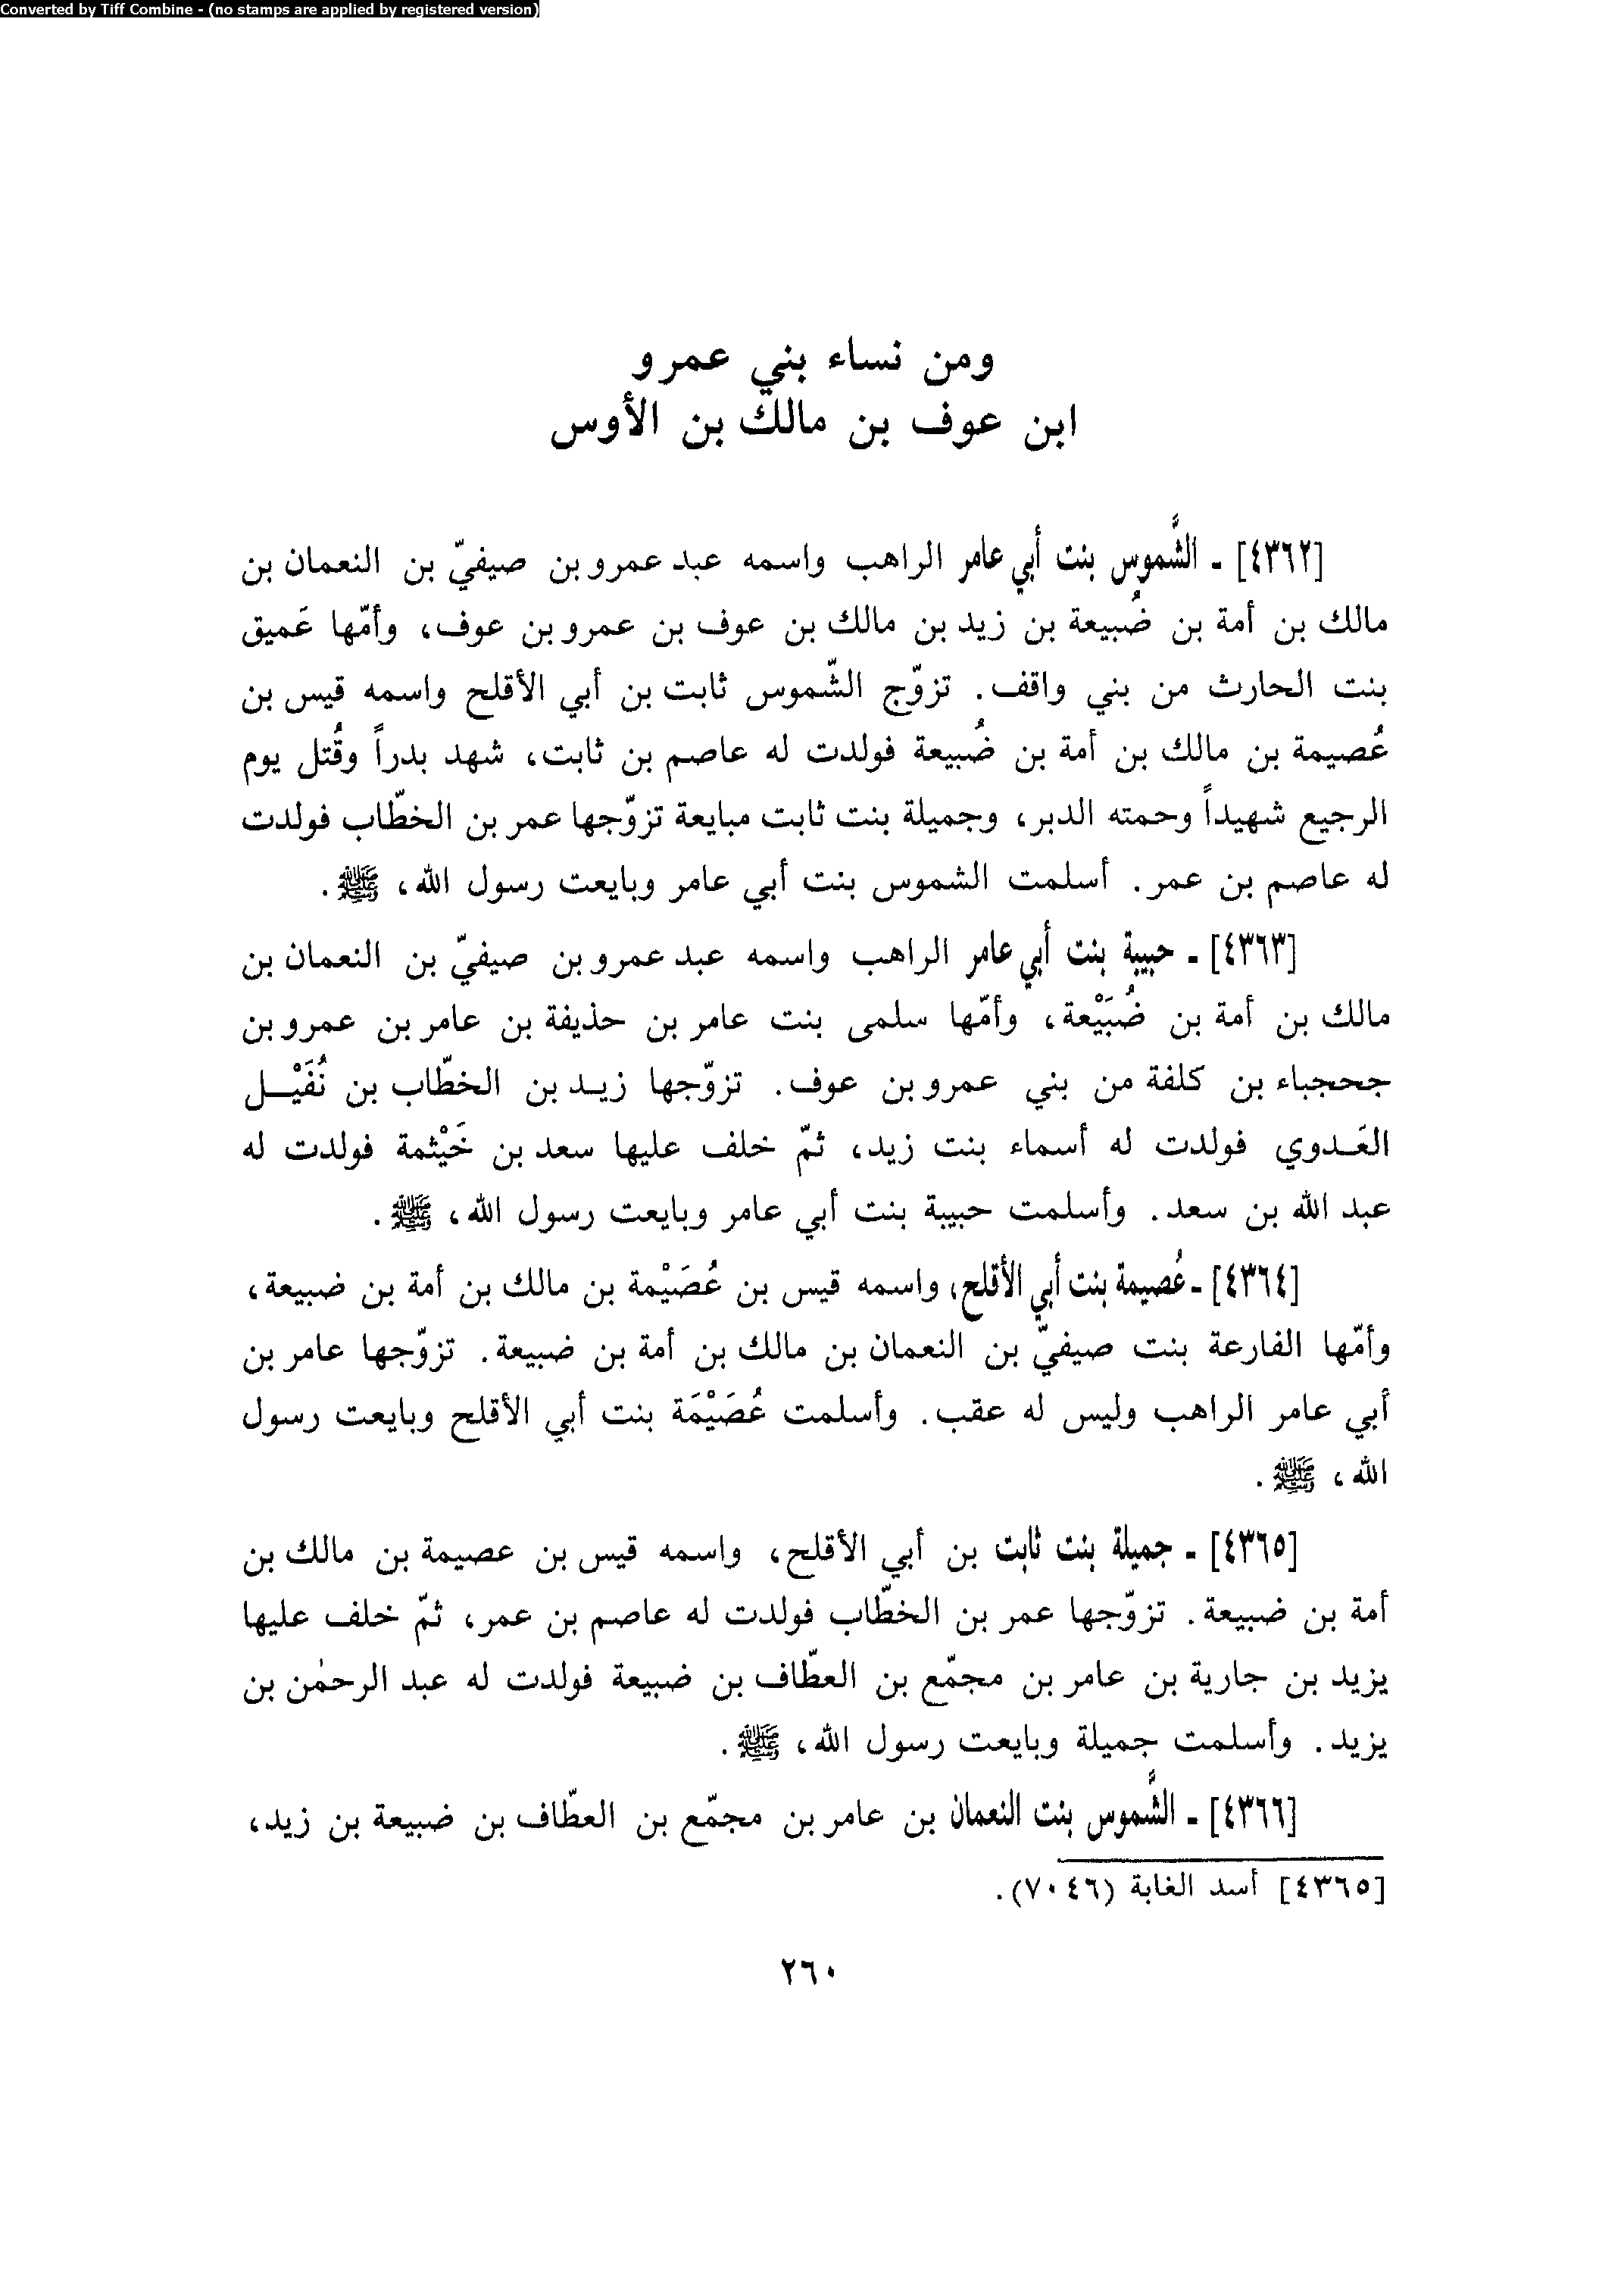 Converted by Tiff Combine - (no stamps are applied by registered version)
ومن نساء بني عمرو
ابن عوف بن مالك بن الأوس
[٤٣٦٢] ـ الشَّموس بنت أبي عامر الراهب واسمه عبد عمرو بن صيفيّ بن النعمان بن
مالك بن أمة بن ضُبيعة بن زيد بن مالك بن عوف بن عمرو بن عوف، وأمّها عَميق
بنت الحارث من بني واقف. تزوّج الشّموس ثابت بن أبي الأقلح واسمه قيس بن
عُصيمة بن مالك بن أمة بن ضُبيعة فولدت له عاصم بن ثابت، شهد بدراً وقُتل يوم
الرجيع شهيداً وحمته الدبر، وجميلة بنت ثابت مبايعة تزوّجها عمر بن الخطّاب فولدت
له عاصم بن عمر. أسلمت الشموس بنت أبي عامر وبايعت رسول الله، ﷺ.
[٤٣٦٣] ـ حبيبة بنت أبي عامر الراهب واسمه عبد عمرو بن صيفيّ بن النعمان بن
مالك بن أمة بن ضُبَيْعة، وأمّها سلمى بنت عامر بن حذيفة بن عامر بن عمرو بن
جحجباء بن كلفة من بني عمرو بن عوف. تزوّجها زيد بن الخطّاب بن نُفَيْل
العَدوي فولدت له أسماء بنت زيد، ثمّ خلف عليها سعد بن خَيْثمة فولدت له
عبد الله بن سعد. وأسلمت حبيبة بنت أبي عامر وبايعت رسول الله، ﷺ.
[٤٣٦٤] ـ عُصيمة بنت أبي الأقلح، واسمه قيس بن عُصَيْمة بن مالك بن أمة بن ضبيعة،
وأمّها الفارعة بنت صيفيّ بن النعمان بن مالك بن أمة بن ضبيعة. تزوّجها عامر بن
أبي عامر الراهب وليس له عقب. وأسلمت عُصَيْمَة بنت أبي الأقلح وبايعت رسول
الله، ﷺ.
[٤٣٦٥] ـ جميلة بنت ثابت بن أبي الأقلح، واسمه قيس بن عصيمة بن مالك بن
أمة بن ضبيعة. تزوّجها عمر بن الخطّاب فولدت له عاصم بن عمر، ثمّ خلف عليها
يزيد بن جارية بن عامر بن مجمّع بن العطّاف بن ضبيعة فولدت له عبد الرحمٰن بن
يزيد. وأسلمت جميلة وبايعت رسول الله، ﷺ.
[٤٣٦٦] ـ الشَّموس بنت النعمان بن عامر بن مجمّع بن العطّاف بن ضبيعة بن زيد،
[٤٣٦٥] أسد الغابة (٧٠٤٦).
٢٦٠